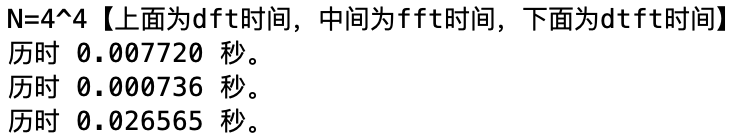 N=4^4【上面为dft时间，中间为fft时间，下面为dtft时间】
历时 0.007720 秒。
历时 0.000736 秒。
历时 0.026565 秒。